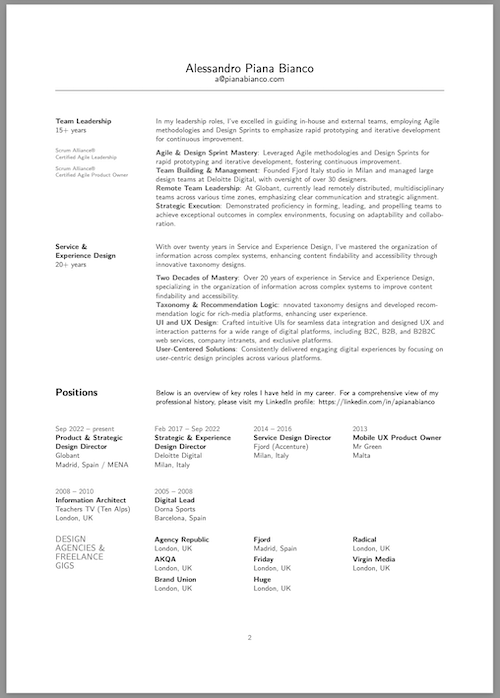 Alessandro Piana Bianco
a@pianabianco.com
Team Leadership
15+ years
Scrum Alliance®
Certified Agile Leadership
Scrum Alliance®
Certified Agile Product Owner
In my leadership roles, I've excelled in guiding in-house and external teams, employing Agile
methodologies and Design Sprints to emphasize rapid prototyping and iterative development
for continuous improvement.
Agile & Design Sprint Mastery: Leveraged Agile methodologies and Design Sprints for
rapid prototyping and iterative development, fostering continuous improvement.
Team Building & Management: Founded Fjord Italy studio in Milan and managed large
design teams at Deloitte Digital, with oversight of over 30 designers.
Remote Team Leadership: At Globant, currently lead remotely distributed, multidisciplinary
teams across various time zones, emphasizing clear communication and strategic alignment.
Strategic Execution: Demonstrated proficiency in forming, leading, and propelling teams to
achieve exceptional outcomes in complex environments, focusing on adaptability and collabo-
ration.
Service &
Experience Design
20+ years
With over twenty years in Service and Experience Design, I've mastered the organization of
information across complex systems, enhancing content findability and accessibility through
innovative taxonomy designs.
Two Decades of Mastery: Over 20 years of experience in Service and Experience Design,
specializing in the organization of information across complex systems to improve content
findability and accessibility.
Taxonomy & Recommendation Logic: nnovated taxonomy designs and developed recom-
mendation logic for rich-media platforms, enhancing user experience.
UI and UX Design: Crafted intuitive UIs for seamless data integration and designed UX and
interaction patterns for a wide range of digital platforms, including B2C, B2B, and B2B2C
web services, company intranets, and exclusive platforms.
User-Centered Solutions: Consistently delivered engaging digital experiences by focusing on
user-centric design principles across various platforms.
Positions
Below is an overview of key roles I have held in my career. For a comprehensive view of my
professional history, please visit my LinkedIn profile: https://linkedin.com/in/apianabianco
Sep 2022 – present
Product & Strategic
Design Director
Globant
Madrid, Spain / MENA
Feb 2017 – Sep 2022
Strategic & Experience
Design Director
Deloitte Digital
Milan, Italy
2014 – 2016
Service Design Director
Fjord (Accenture)
Milan, Italy
2013
Mobile UX Product Owner
Mr Green
Malta
2008 – 2010
Information Architect
Teachers TV (Ten Alps)
London, UK
2005 – 2008
Digital Lead
Dorna Sports
Barcelona, Spain
DESIGN
AGENCIES &
FREELANCE
GIGS
Agency Republic
London, UK
AKQA
London, UK
Brand Union
London, UK
Fjord
Madrid, Spain
Friday
London, UK
Huge
London, UK
Radical
London, UK
Virgin Media
London, UK
2